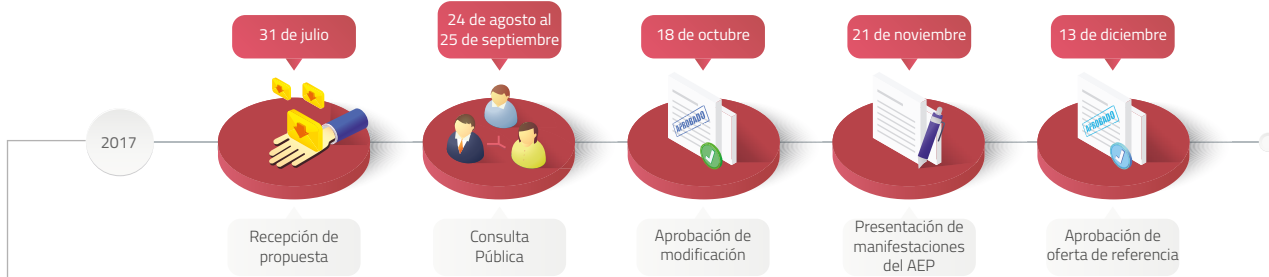 31 de julio
24 de agosto al
25 de septiembre
18 de octubre
21 de noviembre
13 de diciembre
2017
APROBADO
APROBADO
Recepción de
propuesta
Consulta
Pública
Aprobación de
modificación
Presentación de
manifestaciones
del AEP
Aprobación de
oferta de referencia